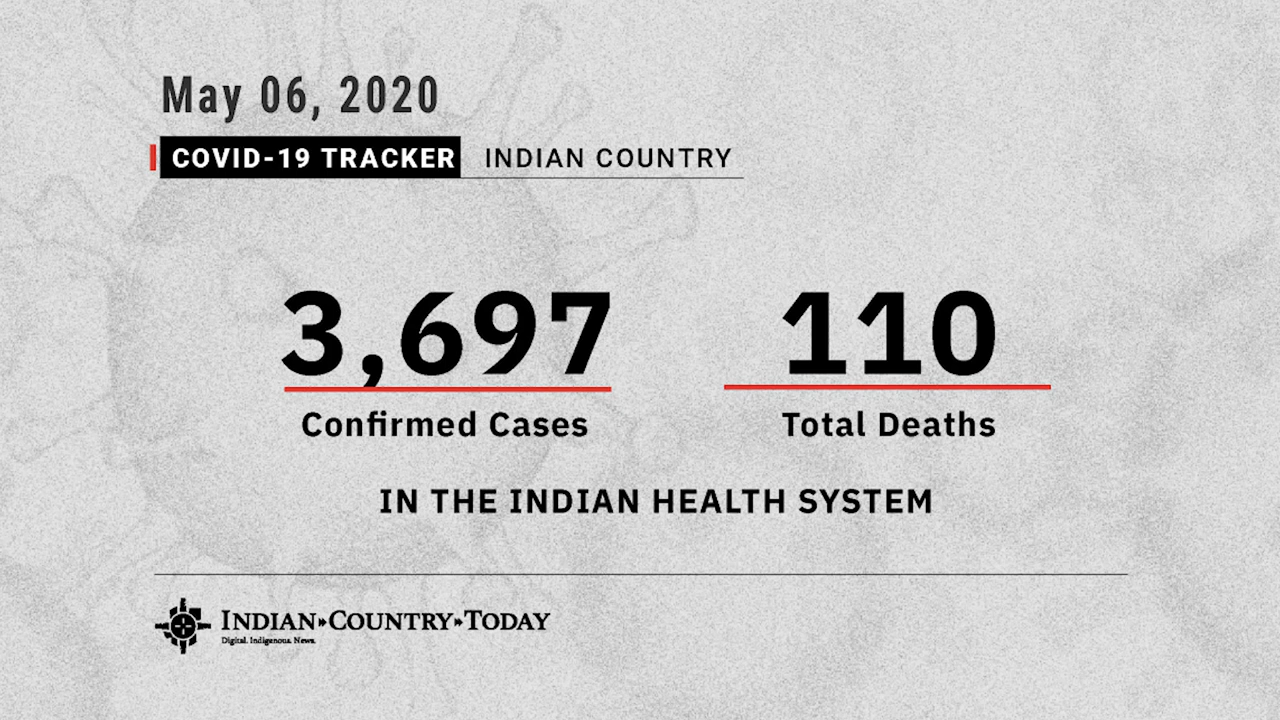 May 06, 2020
COVID-19 TRACKER INDIAN COUNTRY
3,697 110
Confirmed Cases Total Deaths
IN THE INDIAN HEALTH SYSTEM
INDIAN COUNTRY TODAY
Digital. Indigenous. News.